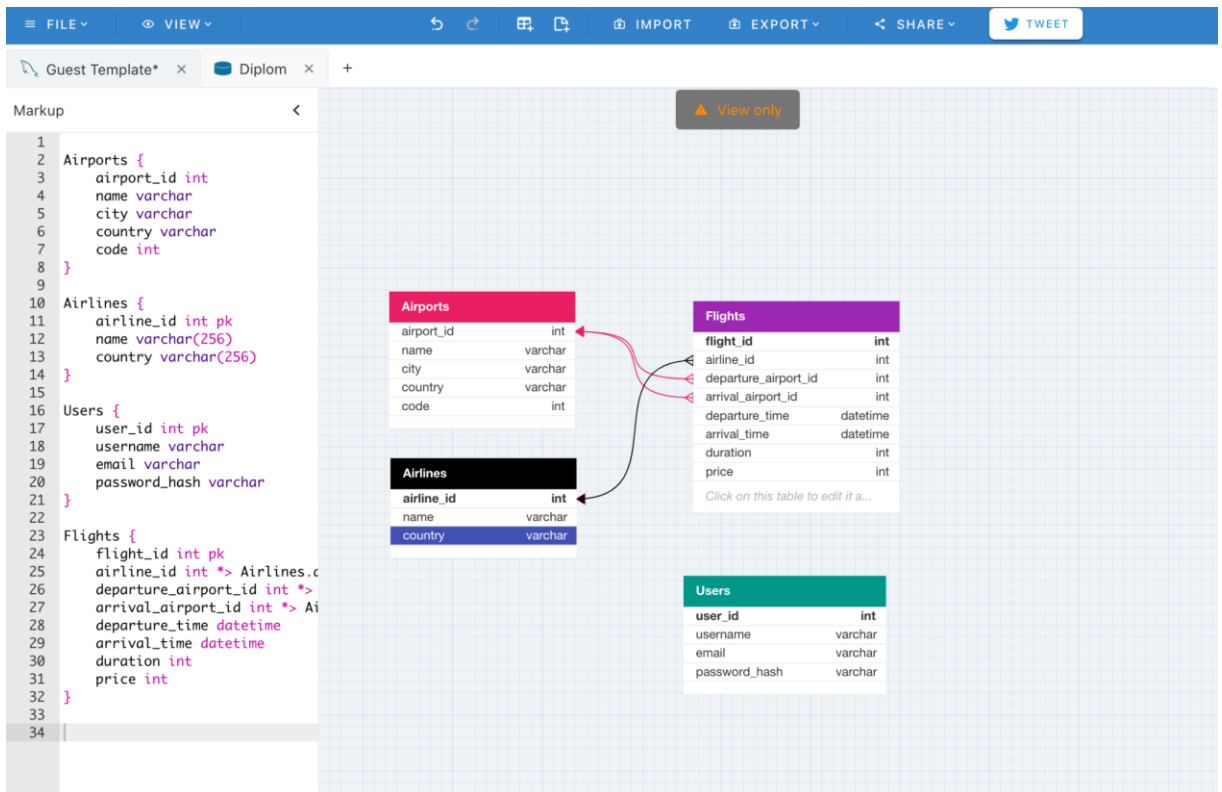 FILE VIEW IMPORT EXPORT SHARE TWEET
Guest Template* × Diplom × +
Markup
View only
1
2 Airports {
3 airport_id int
4 name varchar
5 city varchar
6 country varchar
7 code int
8 }
9
10 Airlines {
11 airline_id int pk
12 name varchar(256)
13 country varchar(256)
14 }
15
16 Users {
17 user_id int pk
18 username varchar
19 email varchar
20 password_hash varchar
21 }
22
23 Flights {
24 flight_id int pk
25 airline_id int *> Airlines.
26 departure_airport_id int *>
27 arrival_airport_id int *> Ai
28 departure_time datetime
29 arrival_time datetime
30 duration int
31 price int
32 }
33
34
Airports
airport_id int
name varchar
city varchar
country varchar
code int
Airlines
airline_id int
name varchar
country varchar
Flights
flight_id int
airline_id int
departure_airport_id int
arrival_airport_id int
departure_time datetime
arrival_time datetime
duration int
price int
Click on this table to edit it a...
Users
user_id int
username varchar
email varchar
password_hash varchar